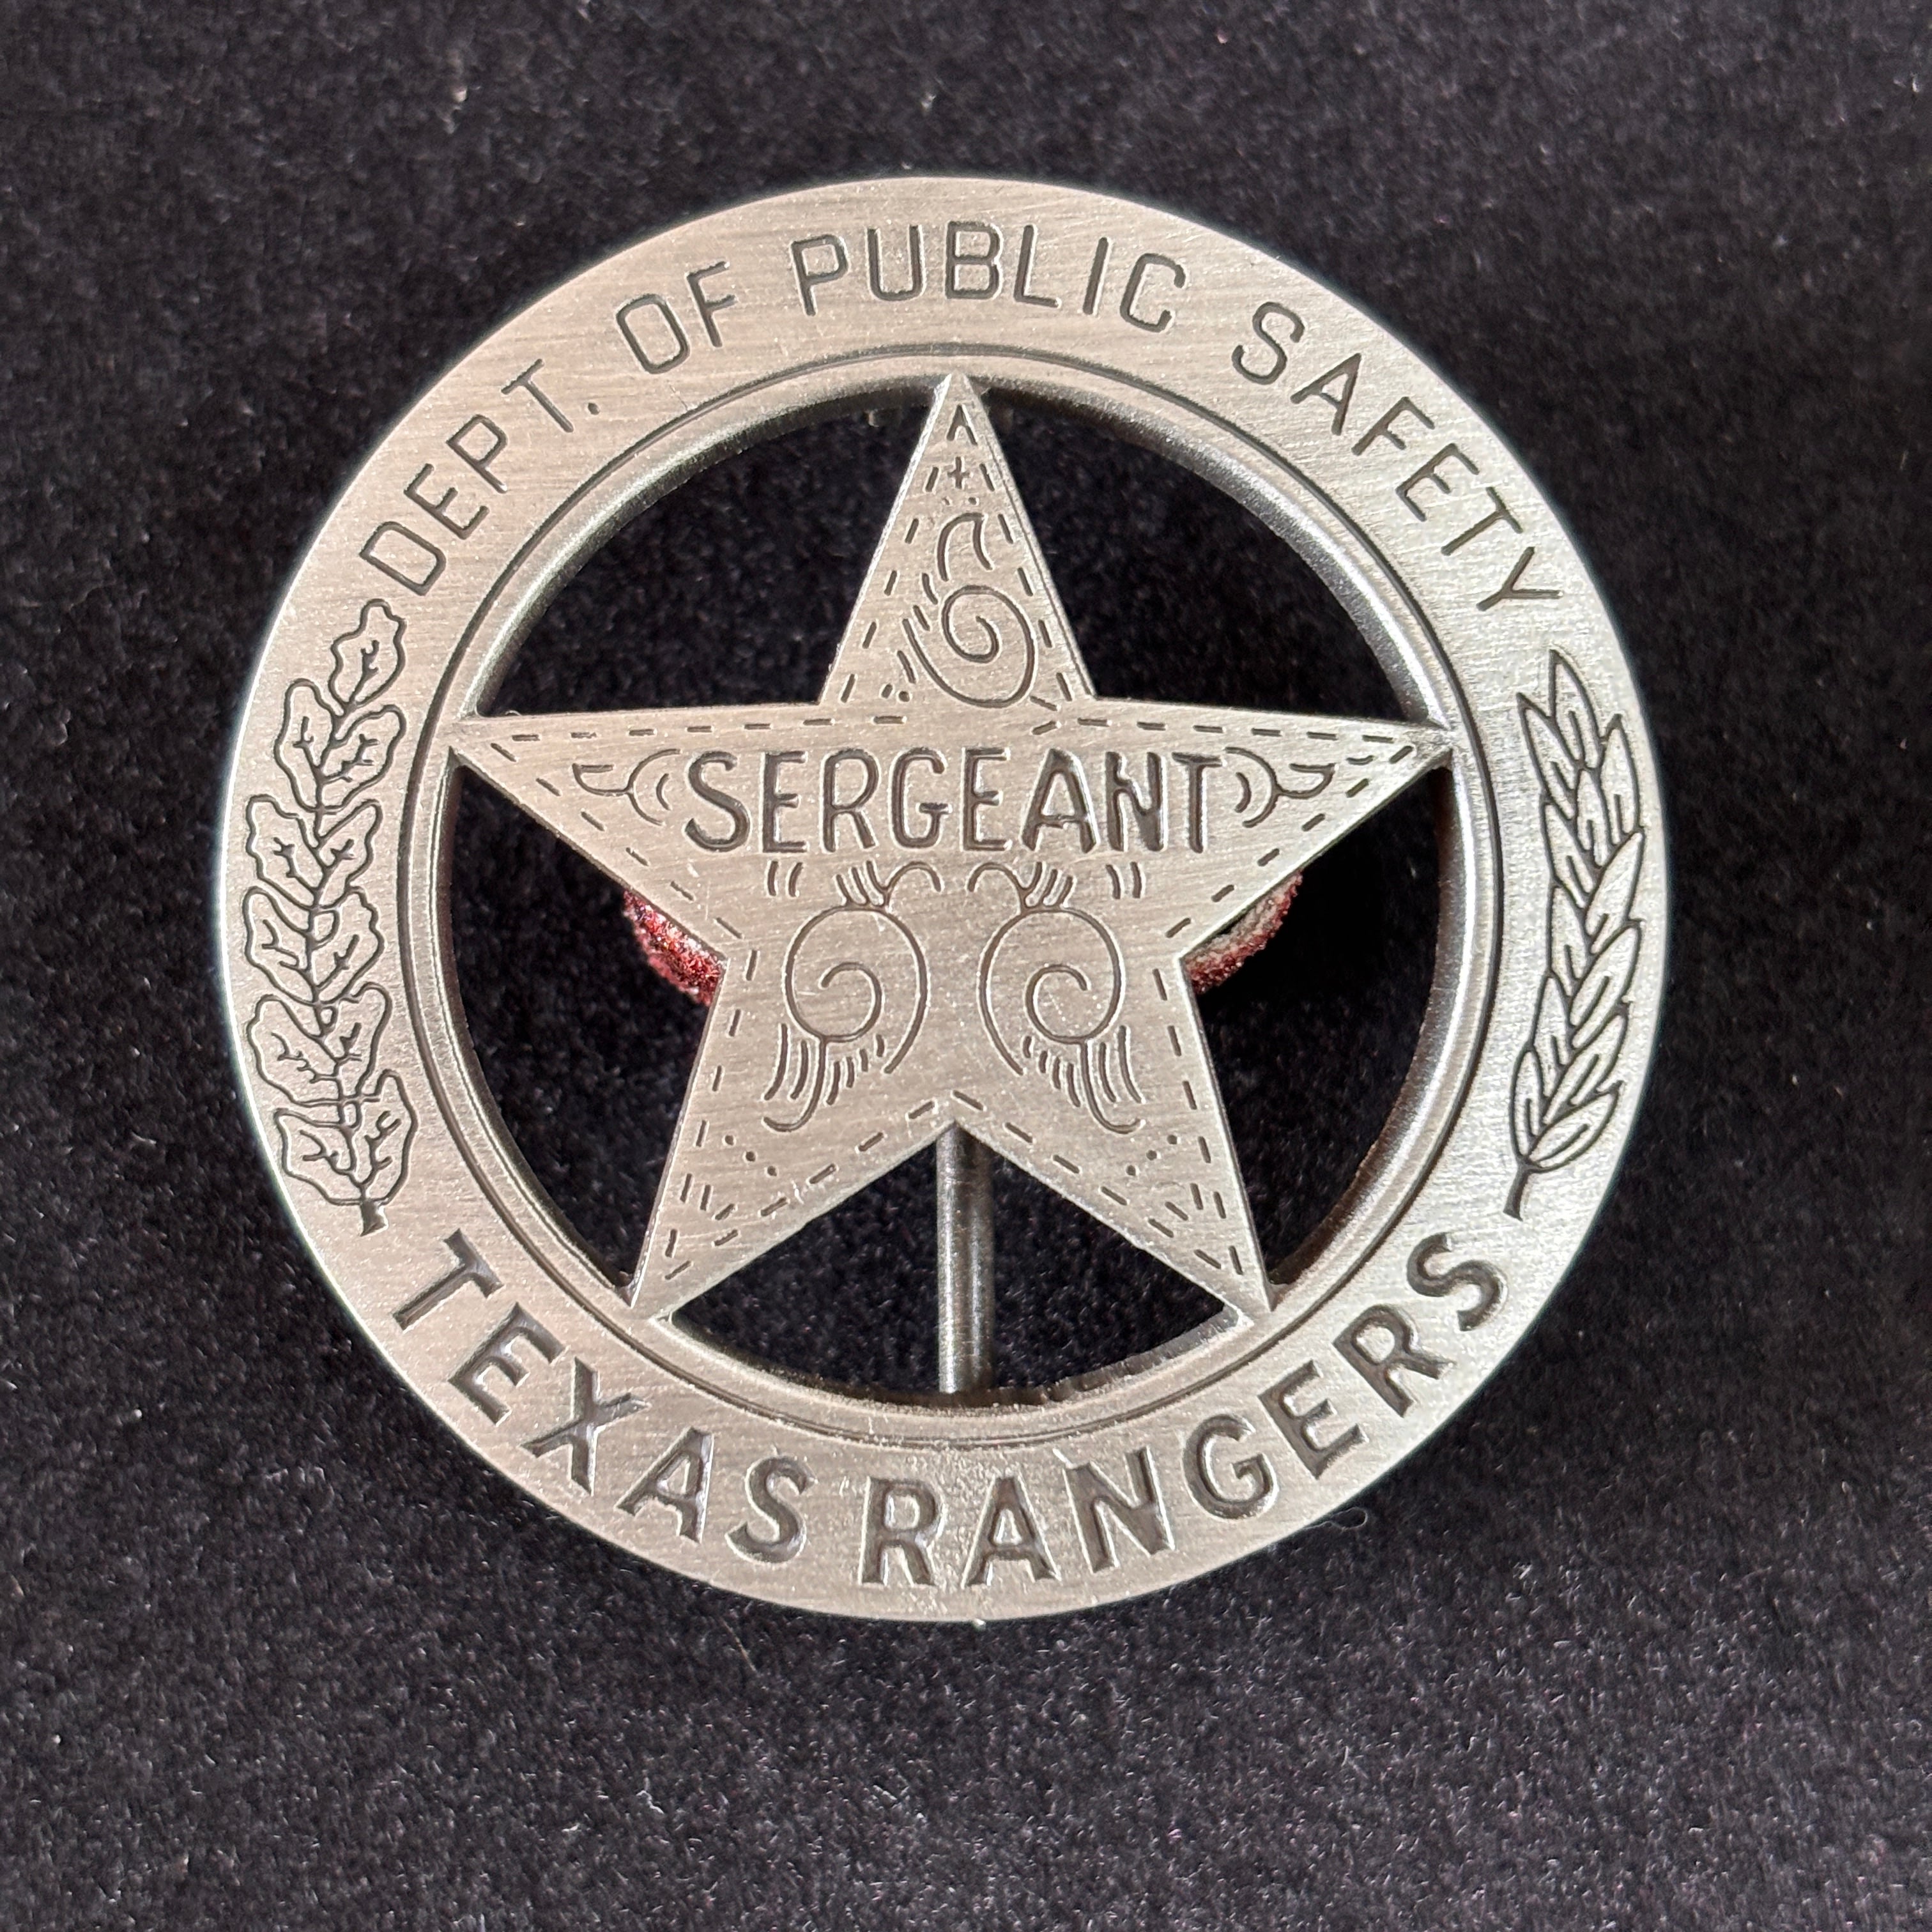 DEPT. OF PUBLIC SAFETY
SERGEANT
TEXAS RANGERS